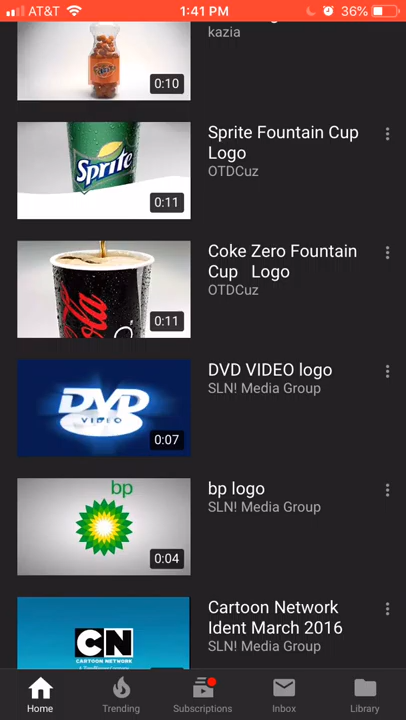 AT&T 1:41 PM 36%
kazia
0:10
Sprite Fountain Cup
Logo
OTDCuz
Sprite
0:11
Coke Zero Fountain
Cup Logo
OTDCuz
0:11
DVD VIDEO logo
SLN! Media Group
DVD
VIDEO
0:07
bp logo
SLN! Media Group
bp
0:04
Cartoon Network
Ident March 2016
SLN! Media Group
CN
CARTOON NETWORK
Home Trending Subscriptions Inbox Library